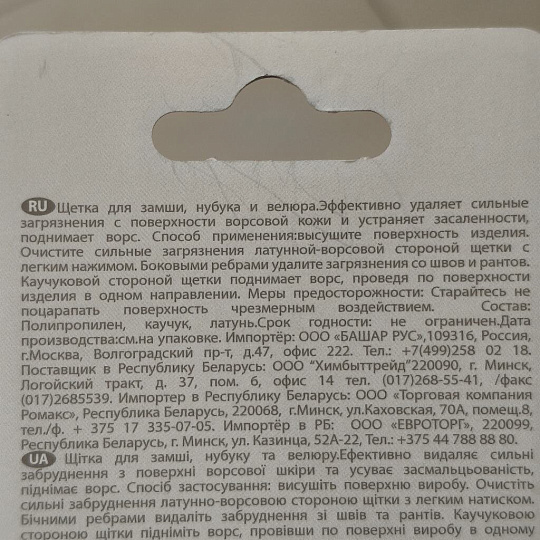 RU Щетка для замши, нубука и велюра.Эффективно удаляет сильные
загрязнения с поверхности ворсовой кожи и устраняет засаленности,
поднимает ворс. Способ применения:высушите поверхность изделия.
Очистите сильные загрязнения латунной-ворсовой стороной щетки с
легким нажимом. Боковыми ребрами удалите загрязнения со швов и рантов.
Каучуковой стороной щетки поднимает ворс, проведя по поверхности
изделия в одном направлении. Меры предосторожности: Старайтесь не
поцарапать поверхность чрезмерным воздействием. Состав:
Полипропилен, каучук, латунь.Срок годности: не ограничен.Дата
производства:см.на упаковке. Импортёр: ООО «БАШАР РУС»,109316, Россия,
г.Москва, Волгоградский пр-т, д.47, офис 222. Тел.: +7(499)258 02 18.
Поставщик в Республику Беларусь: ООО "Химбыттрейд"220090, г. Минск,
Логойский тракт, д. 37, пом. 6, офис 14 тел. (017)268-55-41, /факс
(017)2685539. Импортер в Республику Беларусь: ООО «Торговая компания
Ромакс», Республика Беларусь, 220068, г.Минск, ул.Каховская, 70А, помещ.8,
тел./ф. + 375 17 335-07-05. Импортёр в РБ: ООО «ЕВРОТОРГ», 220099,
Республика Беларусь, г. Минск, ул. Казинца, 52А-22, Тел.: +375 44 788 88 80.
UA Щітка для замші, нубуку та велюру.Ефективно видаляє сильні
забруднення з поверхні ворсової шкіри та усуває засмальцьованість,
піднімає ворс. Спосіб застосування: висушіть поверхню виробу. Очистіть
сильні забруднення латунно-ворсовою стороною щітки з легким натиском.
Бічними ребрами видаліть забруднення зі швів та рантів. Каучуковою
стороною щітки підніміть ворс, провівши по поверхні виробу в одному